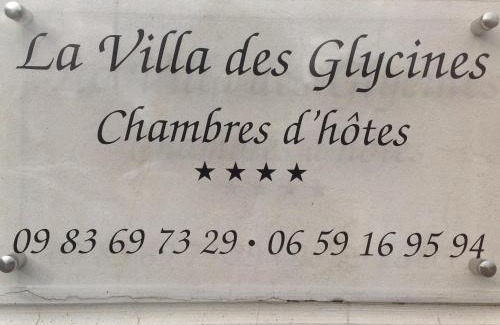 La Villa des Glycines
Chambres d'hôtes
★ ★ ★ ★
09 83 69 73 29 • 06 59 16 95 94